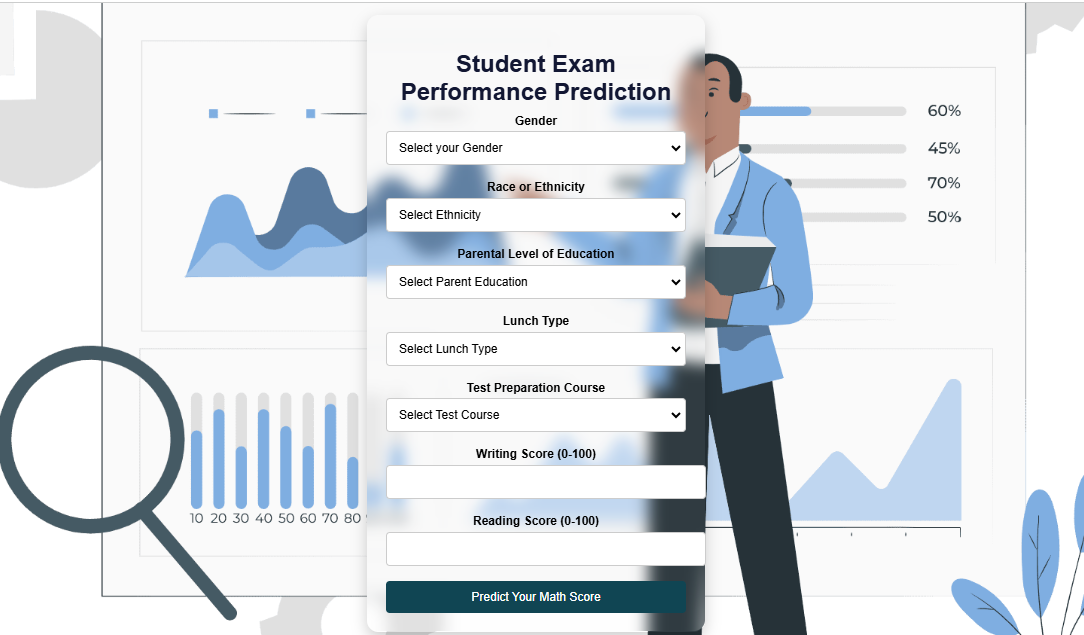 Student Exam
Performance Prediction
Gender
Select your Gender
Race or Ethnicity
Select Ethnicity
Parental Level of Education
Select Parent Education
Lunch Type
Select Lunch Type
Test Preparation Course
Select Test Course
Writing Score (0-100)
Reading Score (0-100)
Predict Your Math Score
60%
45%
70%
50%
10 20 30 40 50 60 70 80